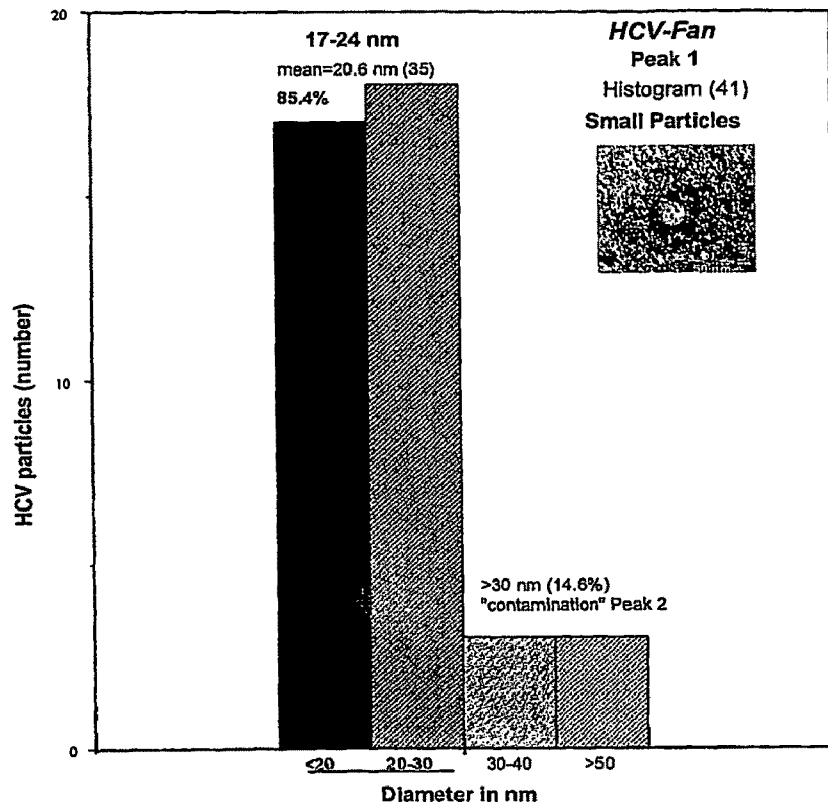 HCV-Fan
Peak 1
Histogram (41)
Small Particles
17-24 nm
mean=20.6 nm (35)
85.4%
>30 nm (14.6%)
"contamination" Peak 2
HCV particles (number)
20
10
0
<20 20-30 30-40 >50
Diameter in nm